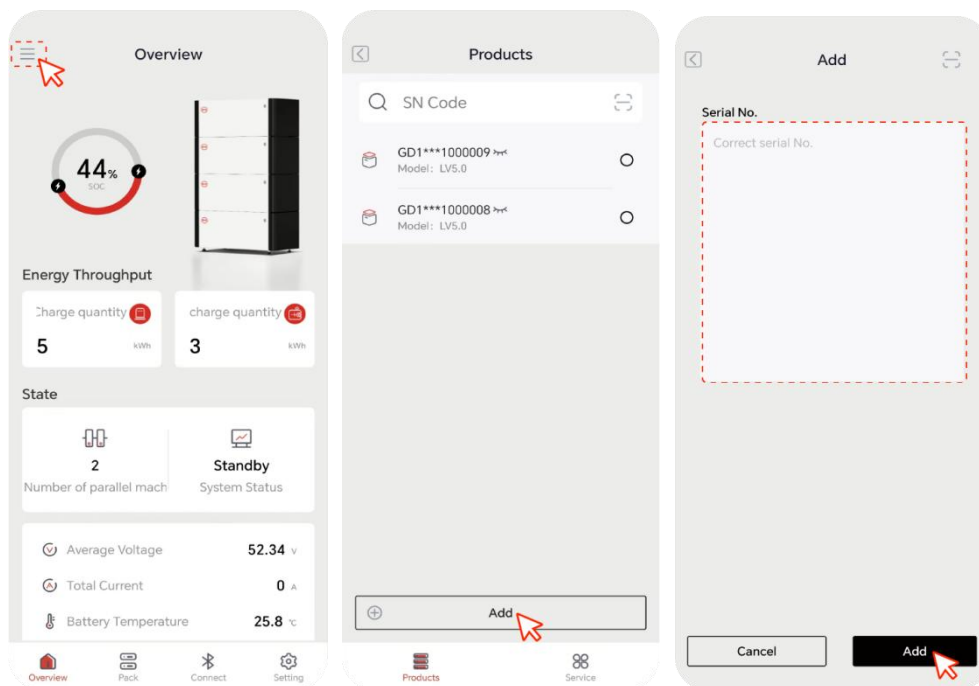 Overview
44%
SOC
Energy Throughput
Charge quantity
5 kWh
charge quantity
3 kWh
State
2
Number of parallel mach
Standby
System Status
Average Voltage 52.34 V
Total Current 0 A
Battery Temperature 25.8 ℃
Overview Pack Connect Setting
Products
SN Code
GD1***1000009
Model: LV5.0
GD1***1000008
Model: LV5.0
Add
Products Service
Add
Serial No.
Correct serial No.
Cancel Add